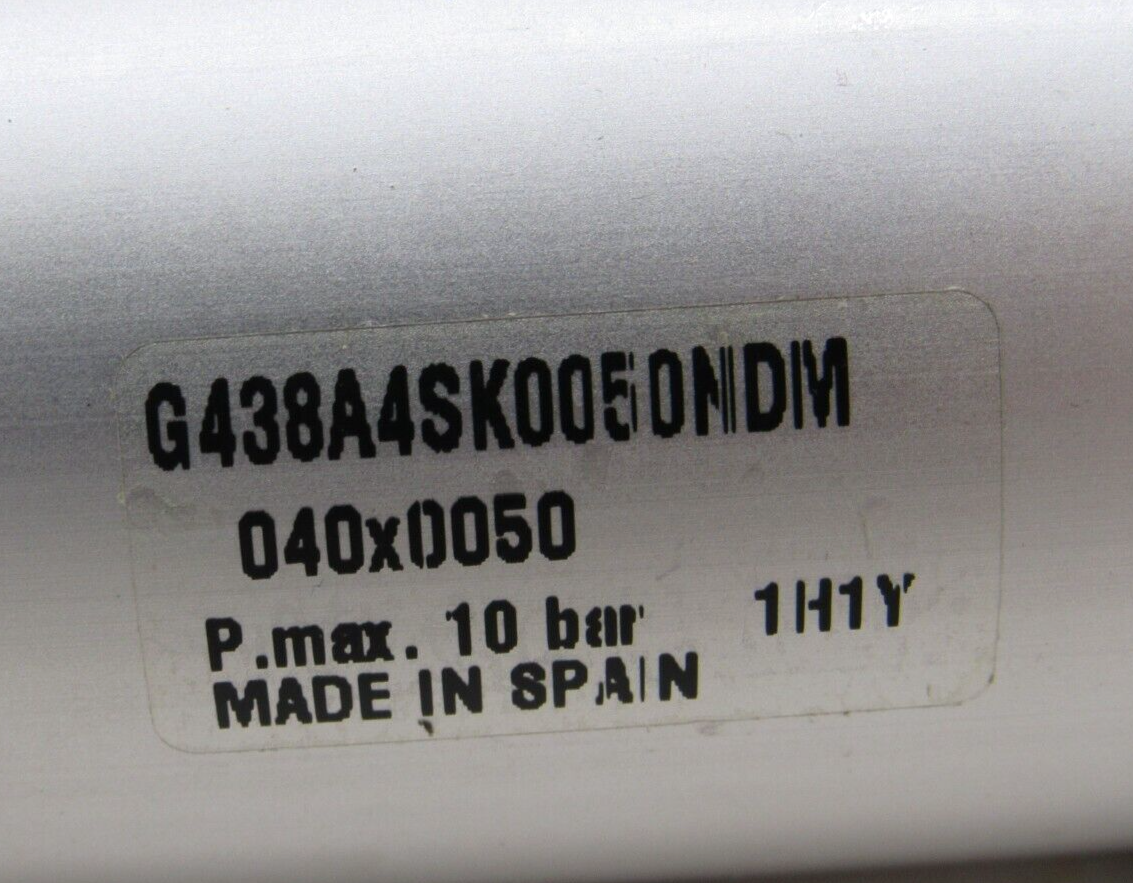 G438A4SK0050NDM
040x0050
P.max. 10 bar 1H1Y
MADE IN SPAIN